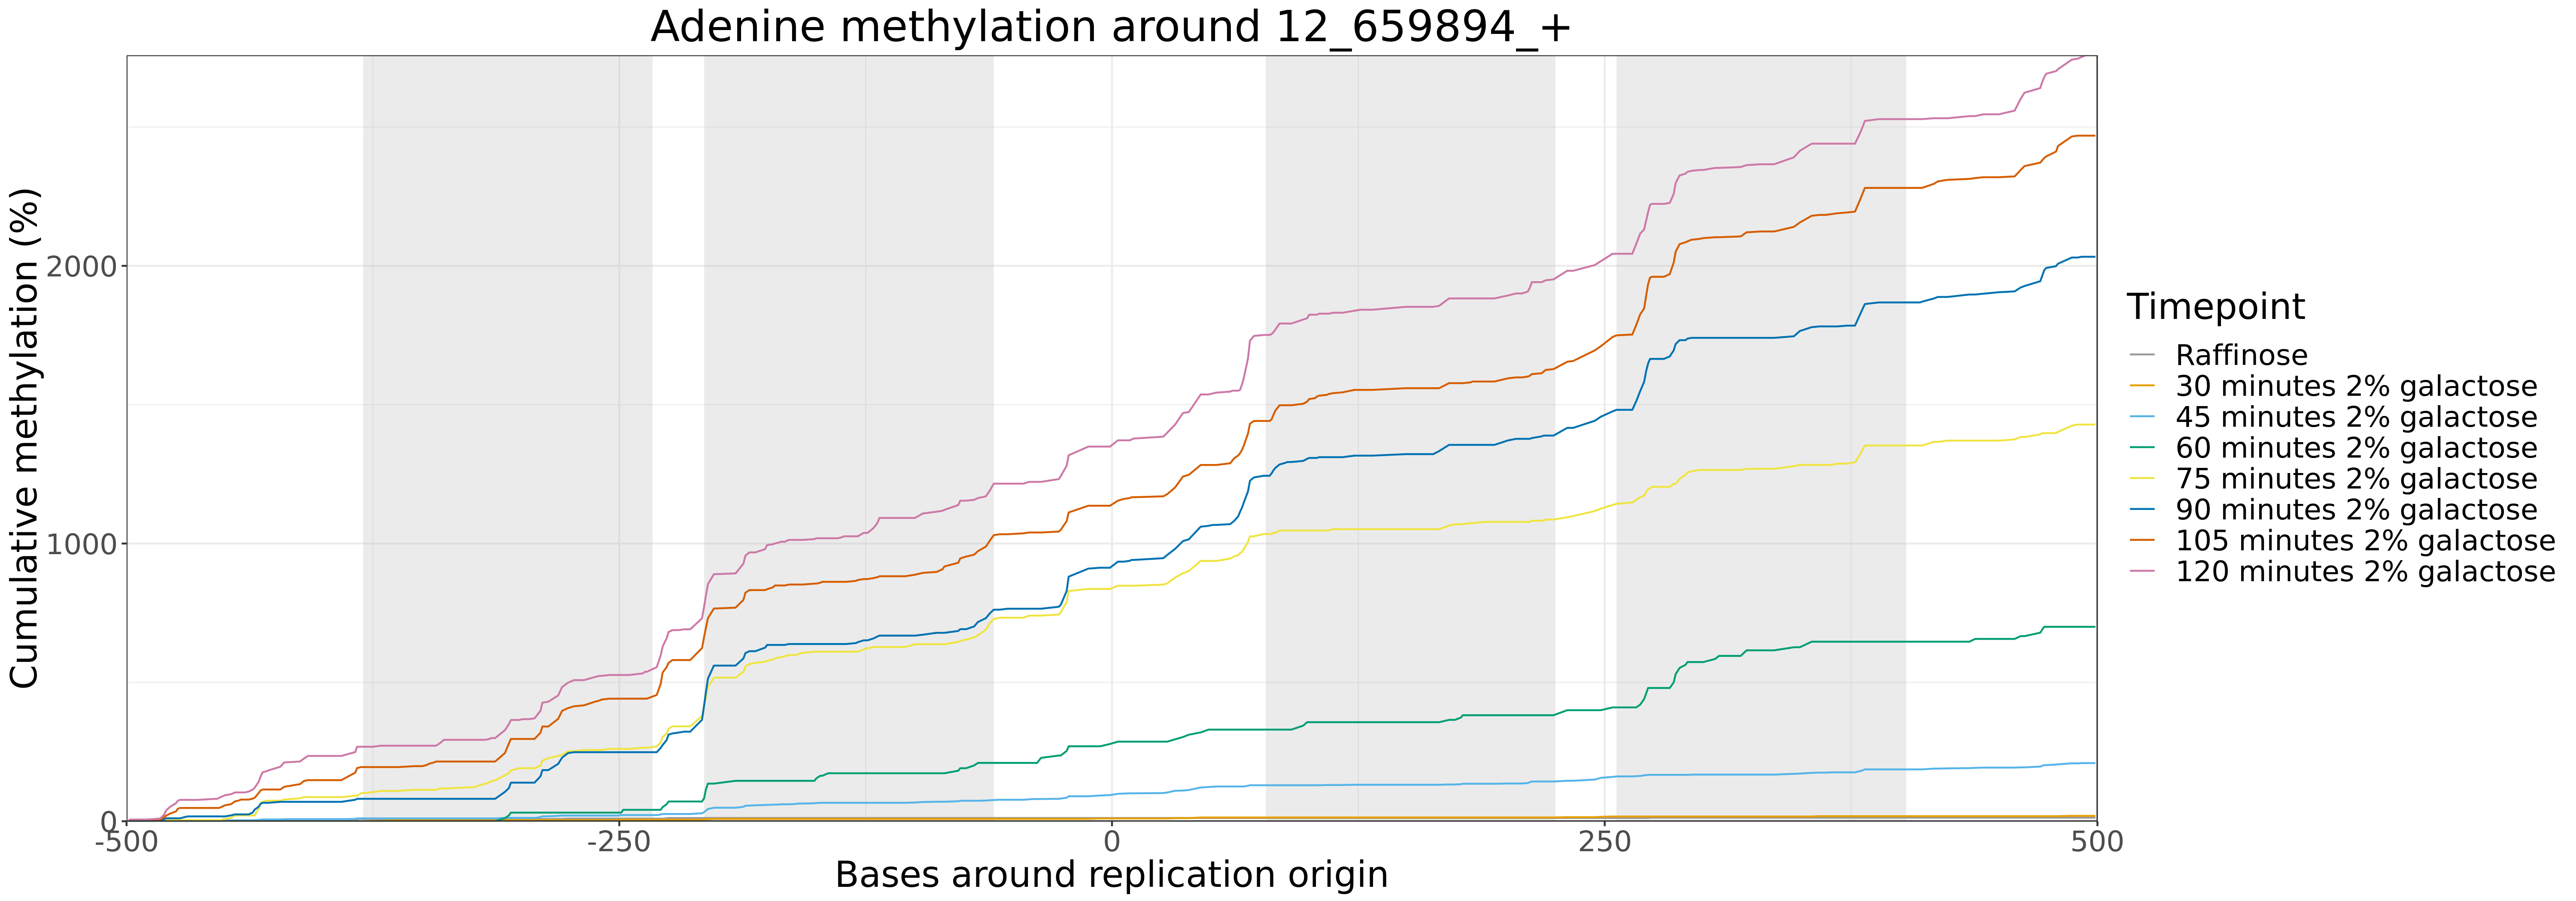 Adenine methylation around 12_659894_+
Cumulative methylation (%)
2000
1000
0
-500
-250
0
250
500
Bases around replication origin
Timepoint
Raffinose
30 minutes 2% galactose
45 minutes 2% galactose
60 minutes 2% galactose
75 minutes 2% galactose
90 minutes 2% galactose
105 minutes 2% galactose
120 minutes 2% galactose